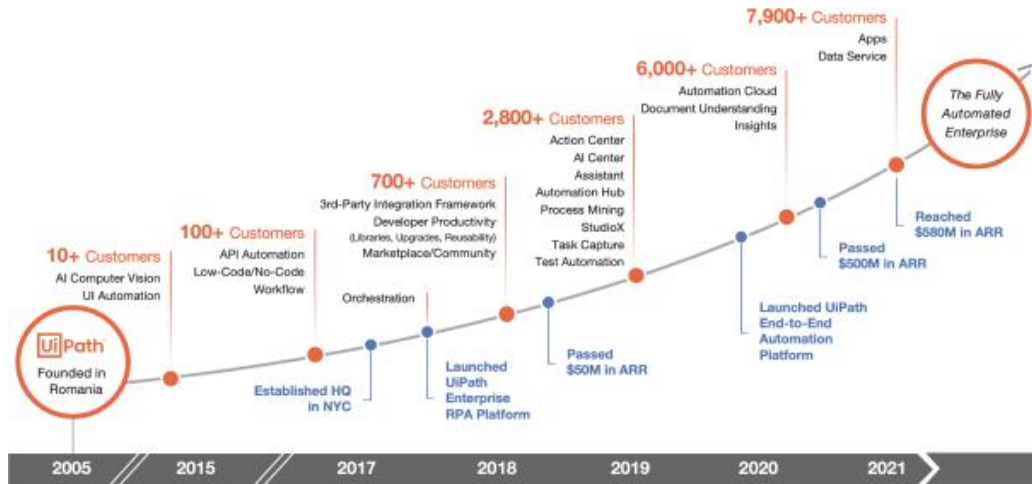 7,900+ Customers
Apps
Data Service
6,000+ Customers
Automation Cloud
Document Understanding
Insights
The Fully
Automated
Enterprise
2,800+ Customers
Action Center
AI Center
Assistant
Automation Hub
Process Mining
StudioX
Task Capture
Test Automation
700+ Customers
3rd-Party Integration Framework
Developer Productivity
(Libraries, Upgrades, Reusability)
Marketplace/Community
100+ Customers
API Automation
Low-Code/No-Code
Workflow
10+ Customers
AI Computer Vision
UI Automation
Orchestration
UiPath
Founded in
Romania
Established HQ
in NYC
Launched
UiPath
Enterprise
RPA Platform
Passed
$50M in ARR
Launched UiPath
End-to-End
Automation
Platform
Passed
$500M in ARR
Reached
$580M in ARR
2005
2015
2017
2018
2019
2020
2021